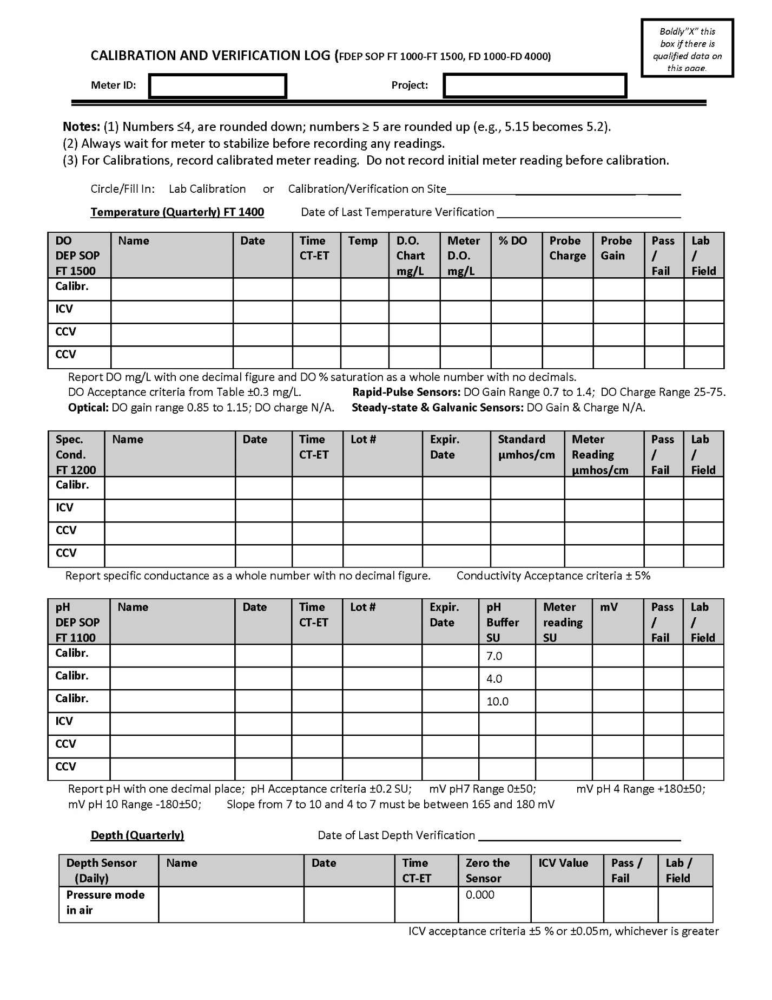 Boldly"X" this
box if there is
qualified data on
this page.
CALIBRATION AND VERIFICATION LOG (FDEP SOP FT 1000-FT 1500, FD 1000-FD 4000)
Meter ID: Project:
Notes: (1) Numbers ≤4, are rounded down; numbers ≥ 5 are rounded up (e.g., 5.15 becomes 5.2).
(2) Always wait for meter to stabilize before recording any readings.
(3) For Calibrations, record calibrated meter reading. Do not record initial meter reading before calibration.
Circle/Fill In: Lab Calibration or Calibration/Verification on Site
Temperature (Quarterly) FT 1400 Date of Last Temperature Verification
DO Name Date Time Temp D.O. Meter % DO Probe Probe Pass Lab
DEP SOP CT-ET Chart D.O. Charge Gain / /
FT 1500 mg/L mg/L Fail Field
Calibr.
ICV
CCV
CCV
Report DO mg/L with one decimal figure and DO % saturation as a whole number with no decimals.
DO Acceptance criteria from Table ±0.3 mg/L. Rapid-Pulse Sensors: DO Gain Range 0.7 to 1.4; DO Charge Range 25-75.
Optical: DO gain range 0.85 to 1.15; DO charge N/A. Steady-state & Galvanic Sensors: DO Gain & Charge N/A.
Spec. Name Date Time Lot # Expir. Standard Meter Pass Lab
Cond. CT-ET Date µmhos/cm Reading / /
FT 1200 µmhos/cm Fail Field
Calibr.
ICV
CCV
CCV
Report specific conductance as a whole number with no decimal figure. Conductivity Acceptance criteria ± 5%
pH Name Date Time Lot # Expir. pH Meter mV Pass Lab
DEP SOP CT-ET Date Buffer reading / /
FT 1100 SU SU Fail Field
Calibr. 7.0
Calibr. 4.0
Calibr. 10.0
ICV
CCV
CCV
Report pH with one decimal place; pH Acceptance criteria ±0.2 SU; mV pH7 Range 0±50; mV pH 4 Range +180±50;
mV pH 10 Range -180±50; Slope from 7 to 10 and 4 to 7 must be between 165 and 180 mV
Depth (Quarterly) Date of Last Depth Verification
Depth Sensor Name Date Time Zero the ICV Value Pass / Lab /
(Daily) CT-ET Sensor Fail Field
Pressure mode 0.000
in air
ICV acceptance criteria ±5 % or ±0.05m, whichever is greater